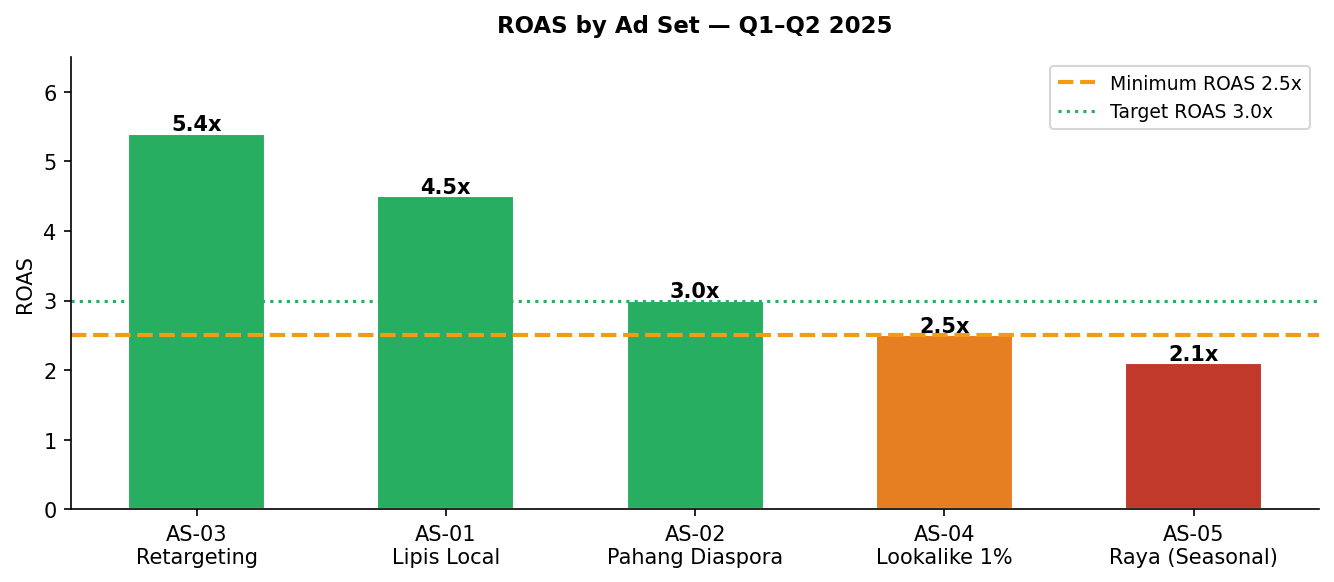 ROAS by Ad Set — Q1–Q2 2025
Minimum ROAS 2.5x
Target ROAS 3.0x
ROAS
6
5
4
3
2
1
0
5.4x
4.5x
3.0x
2.5x
2.1x
AS-03
Retargeting
AS-01
Lipis Local
AS-02
Pahang Diaspora
AS-04
Lookalike 1%
AS-05
Raya (Seasonal)